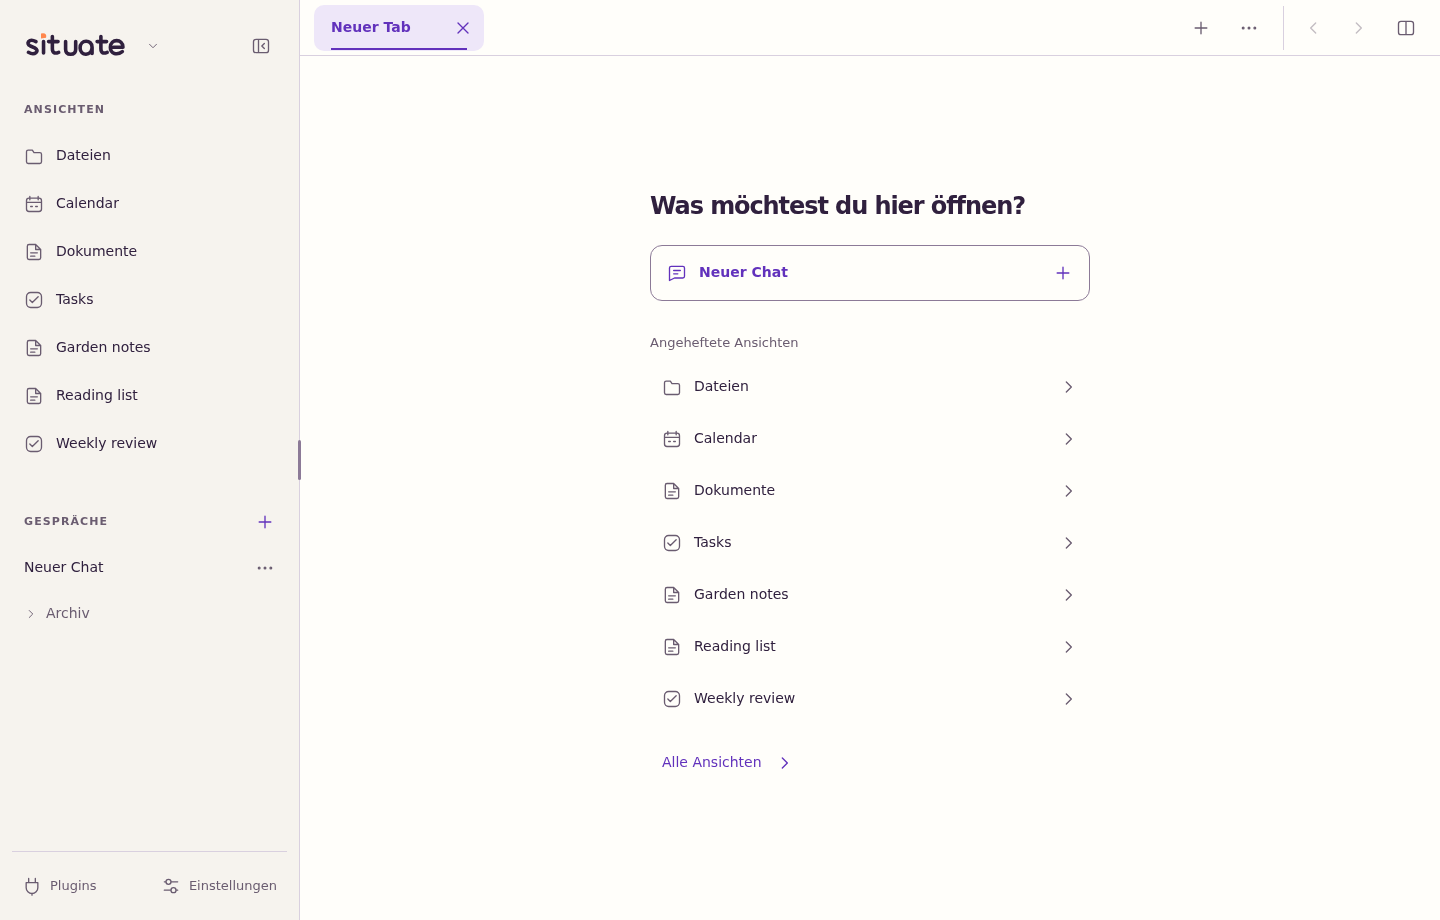 situate
ANSICHTEN
Dateien
Calendar
Dokumente
Tasks
Garden notes
Reading list
Weekly review
GESPRÄCHE
Neuer Chat
Archiv
Plugins
Einstellungen
Neuer Tab
Was möchtest du hier öffnen?
Neuer Chat
Angeheftete Ansichten
Dateien
Calendar
Dokumente
Tasks
Garden notes
Reading list
Weekly review
Alle Ansichten